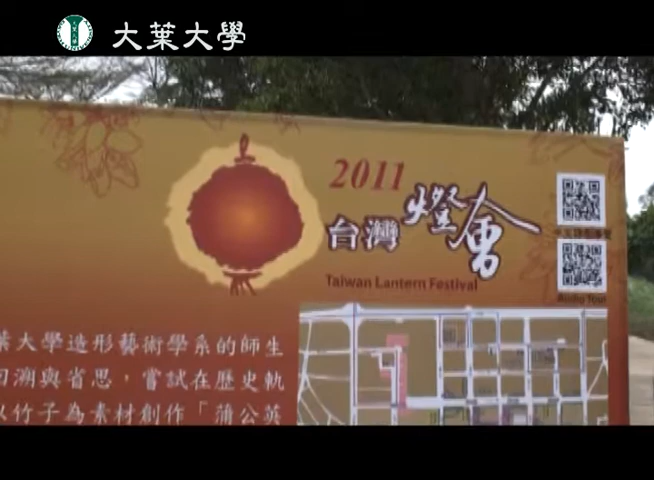 大葉大學
2011
台灣燈會
Taiwan Lantern Festival
Audio Tour
葉大學造形藝術學系的師生
回溯與省思，嘗試在歷史軌
以竹子為素材創作「蒲公英